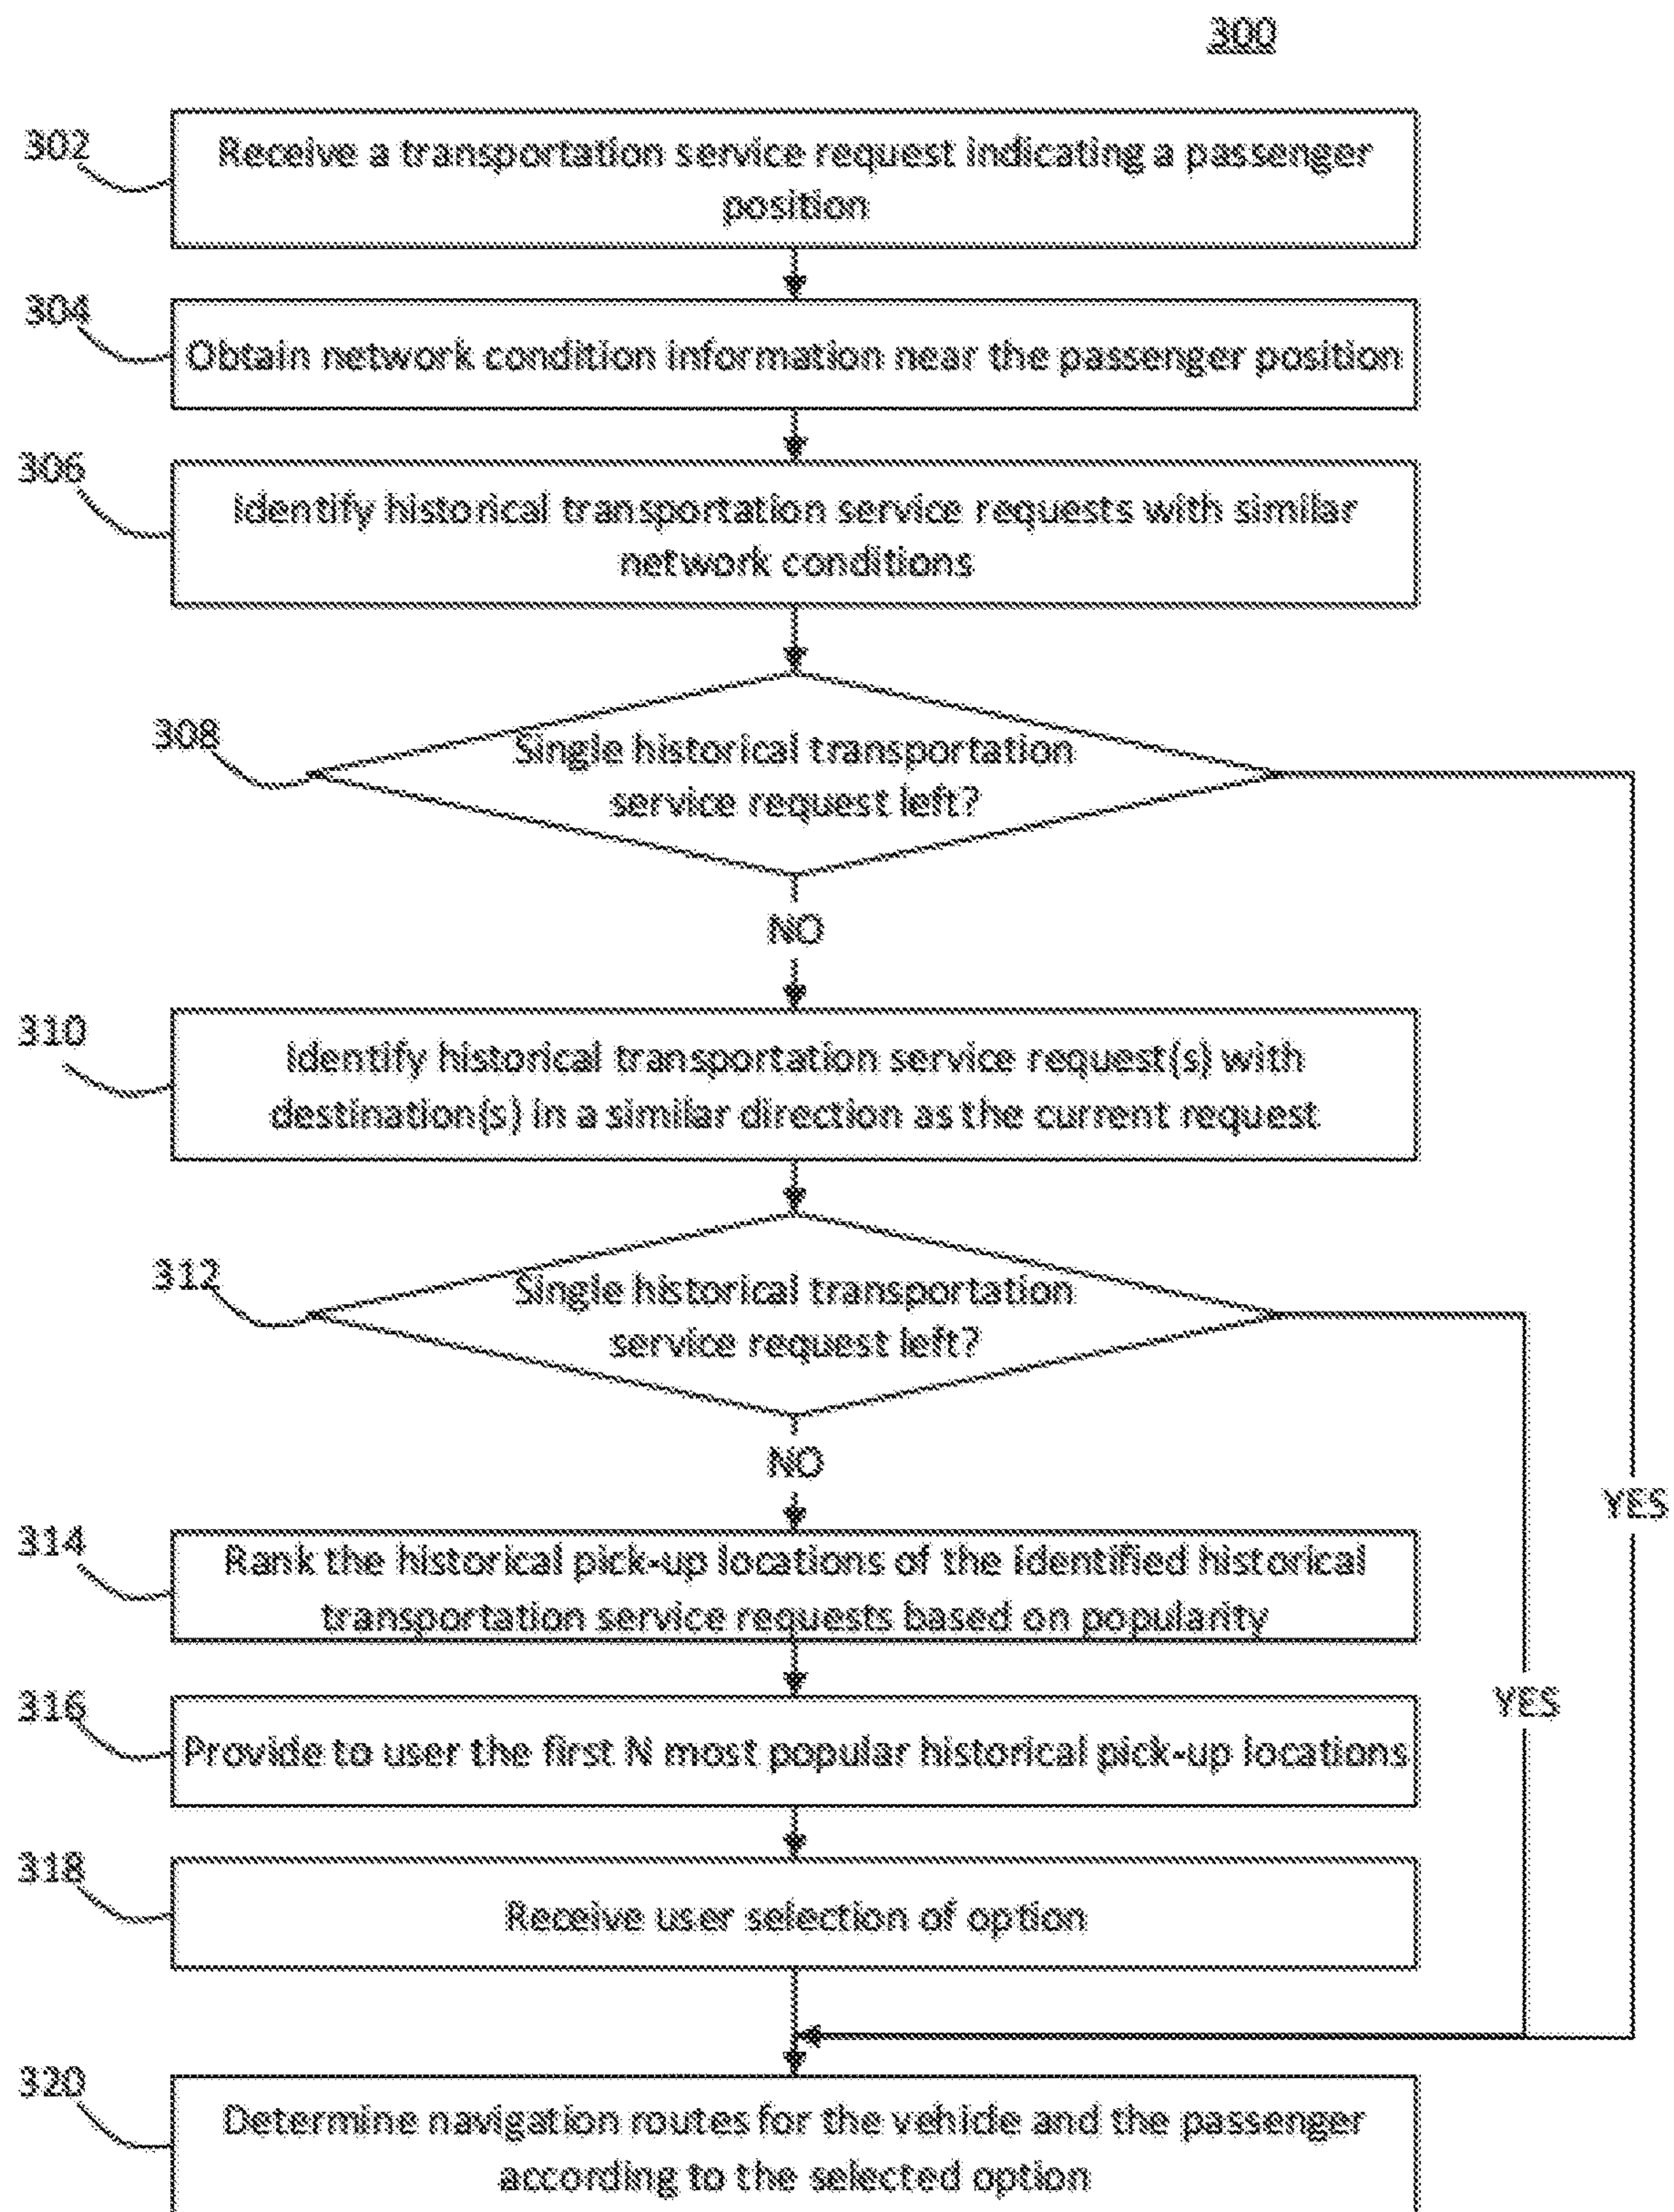 300
302
Receive a transportation service request indicating a passenger
position
304
Obtain network condition information near the passenger position
306
Identify historical transportation service requests with similar
network conditions
308
Single historical transportation
service request left?
NO
310
Identify historical transportation service request(s) with
destination(s) in a similar direction as the current request
312
Single historical transportation
service request left?
NO
YES
314
Rank the historical pick-up locations of the identified historical
transportation service requests based on popularity
YES
316
Provide to user the first N most popular historical pick-up locations
318
Receive user selection of option
320
Determine navigation routes for the vehicle and the passenger
according to the selected option